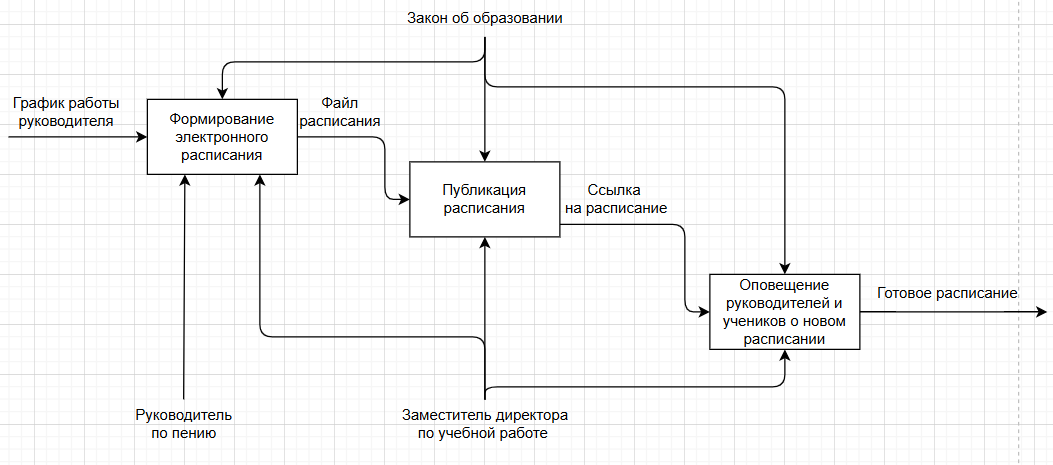 Закон об образовании
График работы
руководителя
Формирование
электронного
расписания
Файл
расписания
Публикация
расписания
Ссылка
на расписание
Оповещение
руководителей и
учеников о новом
расписании
Готовое расписание
Руководитель
по пению
Заместитель директора
по учебной работе